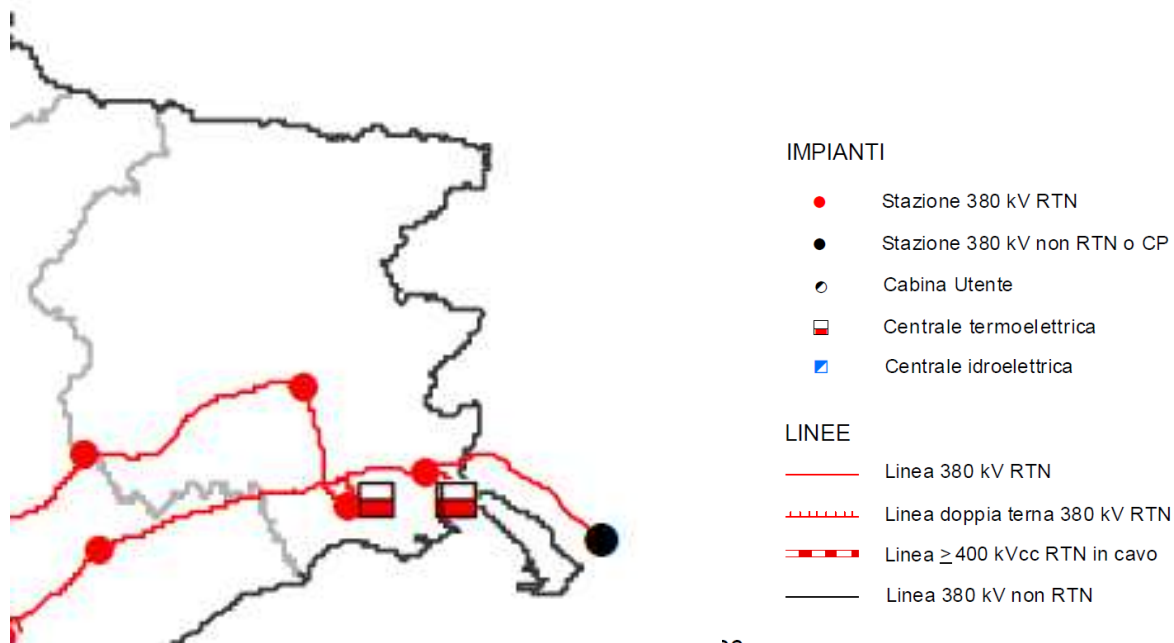 IMPIANTI
Stazione 380 kV RTN
Stazione 380 kV non RTN o CP
Cabina Utente
Centrale termoelettrica
Centrale idroelettrica
LINEE
Linea 380 kV RTN
Linea doppia terna 380 kV RTN
Linea ≥400 kVcc RTN in cavo
Linea 380 kV non RTN